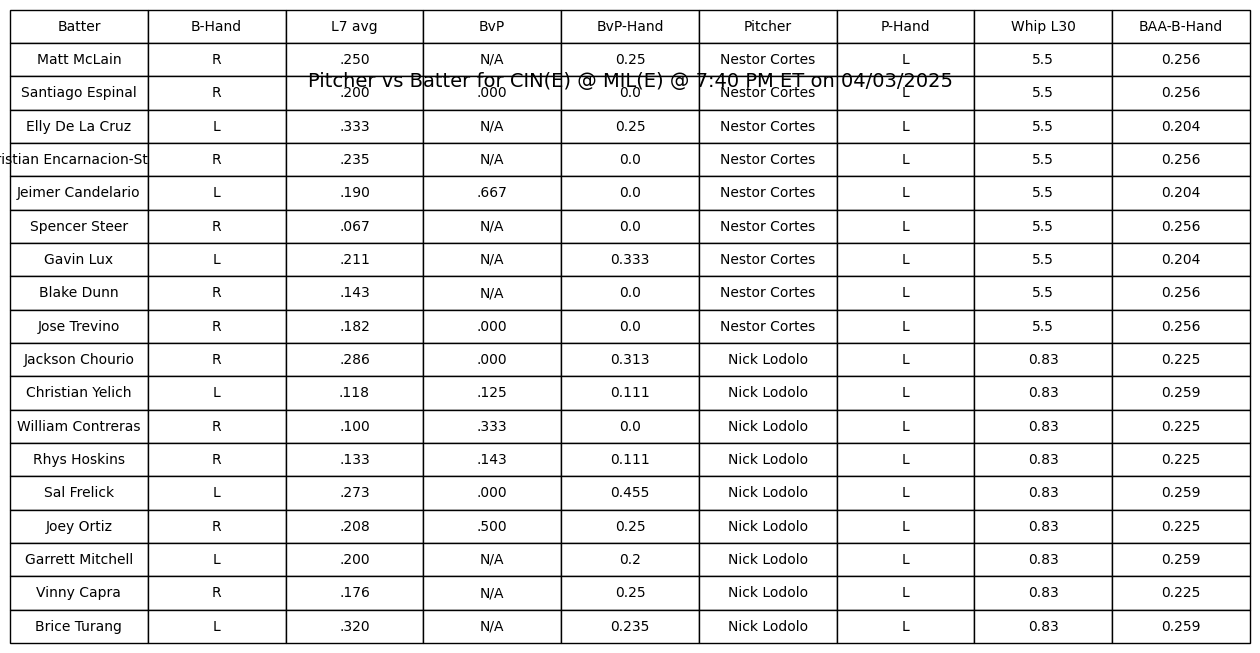 Batter B-Hand L7 avg BvP BvP-Hand Pitcher P-Hand Whip L30 BAA-B-Hand
Matt McLain R .250 N/A 0.25 Nestor Cortes L 5.5 0.256
Pitcher vs Batter for CIN(E) @ MIL(E) @ 7:40 PM ET on 04/03/2025
Santiago Espinal R .200 .000 0.0 Nestor Cortes L 5.5 0.256
Elly De La Cruz L .333 N/A 0.25 Nestor Cortes L 5.5 0.204
ristian Encarnacion-St R .235 N/A 0.0 Nestor Cortes L 5.5 0.256
Jeimer Candelario L .190 .667 0.0 Nestor Cortes L 5.5 0.204
Spencer Steer R .067 N/A 0.0 Nestor Cortes L 5.5 0.256
Gavin Lux L .211 N/A 0.333 Nestor Cortes L 5.5 0.204
Blake Dunn R .143 N/A 0.0 Nestor Cortes L 5.5 0.256
Jose Trevino R .182 .000 0.0 Nestor Cortes L 5.5 0.256
Jackson Chourio R .286 .000 0.313 Nick Lodolo L 0.83 0.225
Christian Yelich L .118 .125 0.111 Nick Lodolo L 0.83 0.259
William Contreras R .100 .333 0.0 Nick Lodolo L 0.83 0.225
Rhys Hoskins R .133 .143 0.111 Nick Lodolo L 0.83 0.225
Sal Frelick L .273 .000 0.455 Nick Lodolo L 0.83 0.259
Joey Ortiz R .208 .500 0.25 Nick Lodolo L 0.83 0.225
Garrett Mitchell L .200 N/A 0.2 Nick Lodolo L 0.83 0.259
Vinny Capra R .176 N/A 0.25 Nick Lodolo L 0.83 0.225
Brice Turang L .320 N/A 0.235 Nick Lodolo L 0.83 0.259